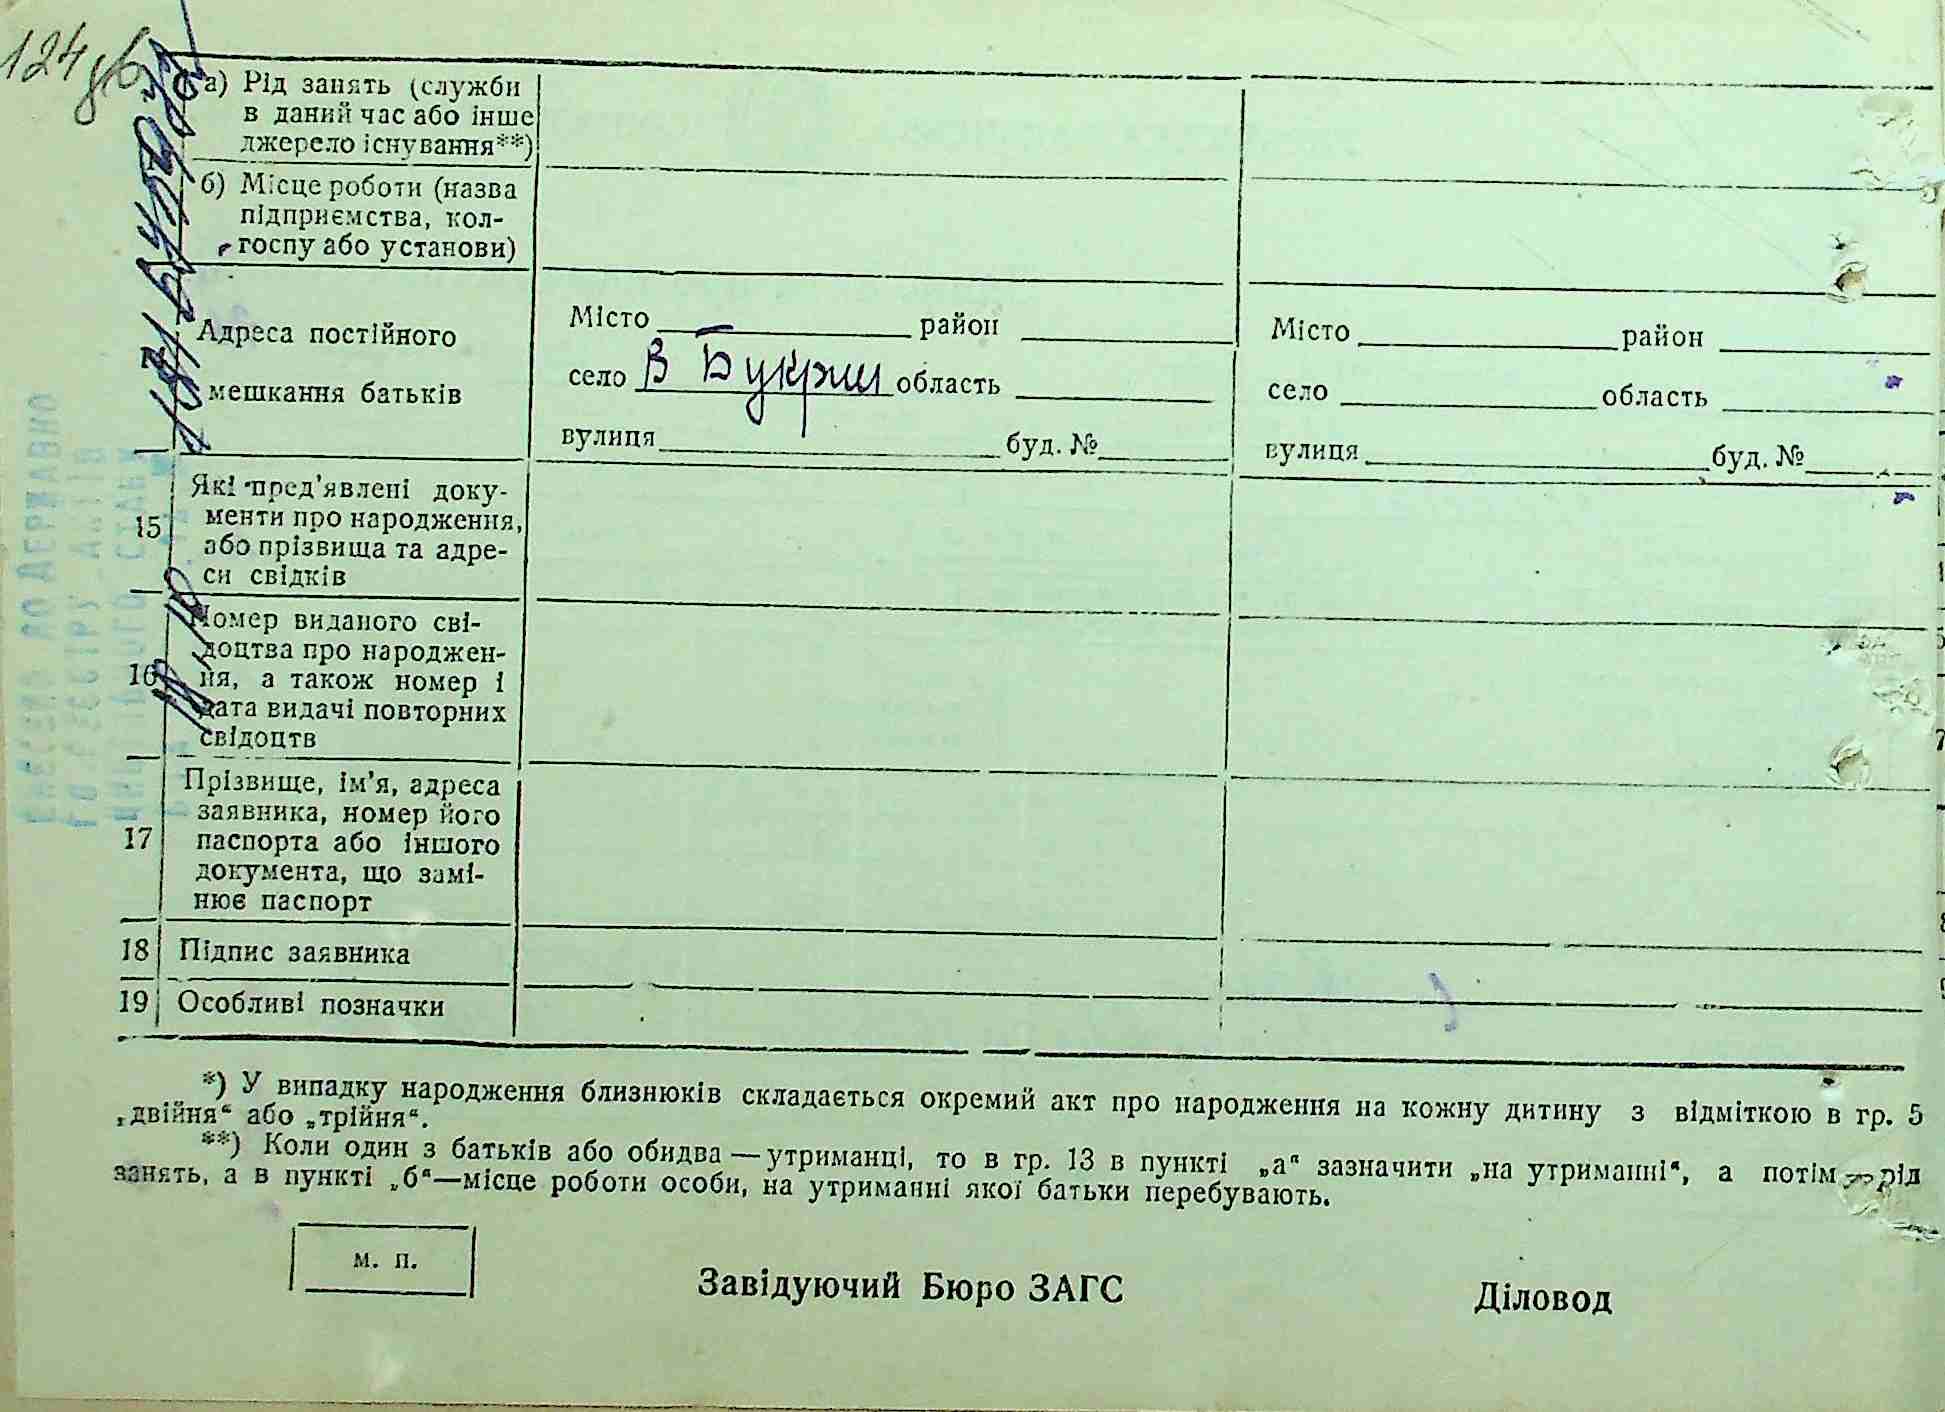 124 зв
а) Рід занять (служби
в даний час або інше
джерело існування**)
б) Місце роботи (назва
підприємства, кол-
госпу або установи)
Адреса постійного
мешкання батьків
Місто район
село В Букрин область
вулиця буд. №
Місто район
село область
вулиця буд. №
15 Які пред'явлені доку-
менти про народження,
або прізвища та адре-
си свідків
16 Номер виданого сві-
доцтва про народжен-
ня, а також номер і
дата видачі повторних
свідоцтв
17 Прізвище, ім'я, адреса
заявника, номер його
паспорта або іншого
документа, що замі-
нює паспорт
18 Підпис заявника
19 Особливі позначки
*) У випадку народження близнюків складається окремий акт про народження на кожну дитину з відміткою в гр. 5
„двійня“ або „трійня“.
**) Коли один з батьків або обидва—утриманці, то в гр. 13 в пункті „а“ зазначити „на утриманні“, а потім—рід
занять, а в пункті „б“—місце роботи особи, на утриманні якої батьки перебувають.
м. п.
Завідуючий Бюро ЗАГС
Діловод